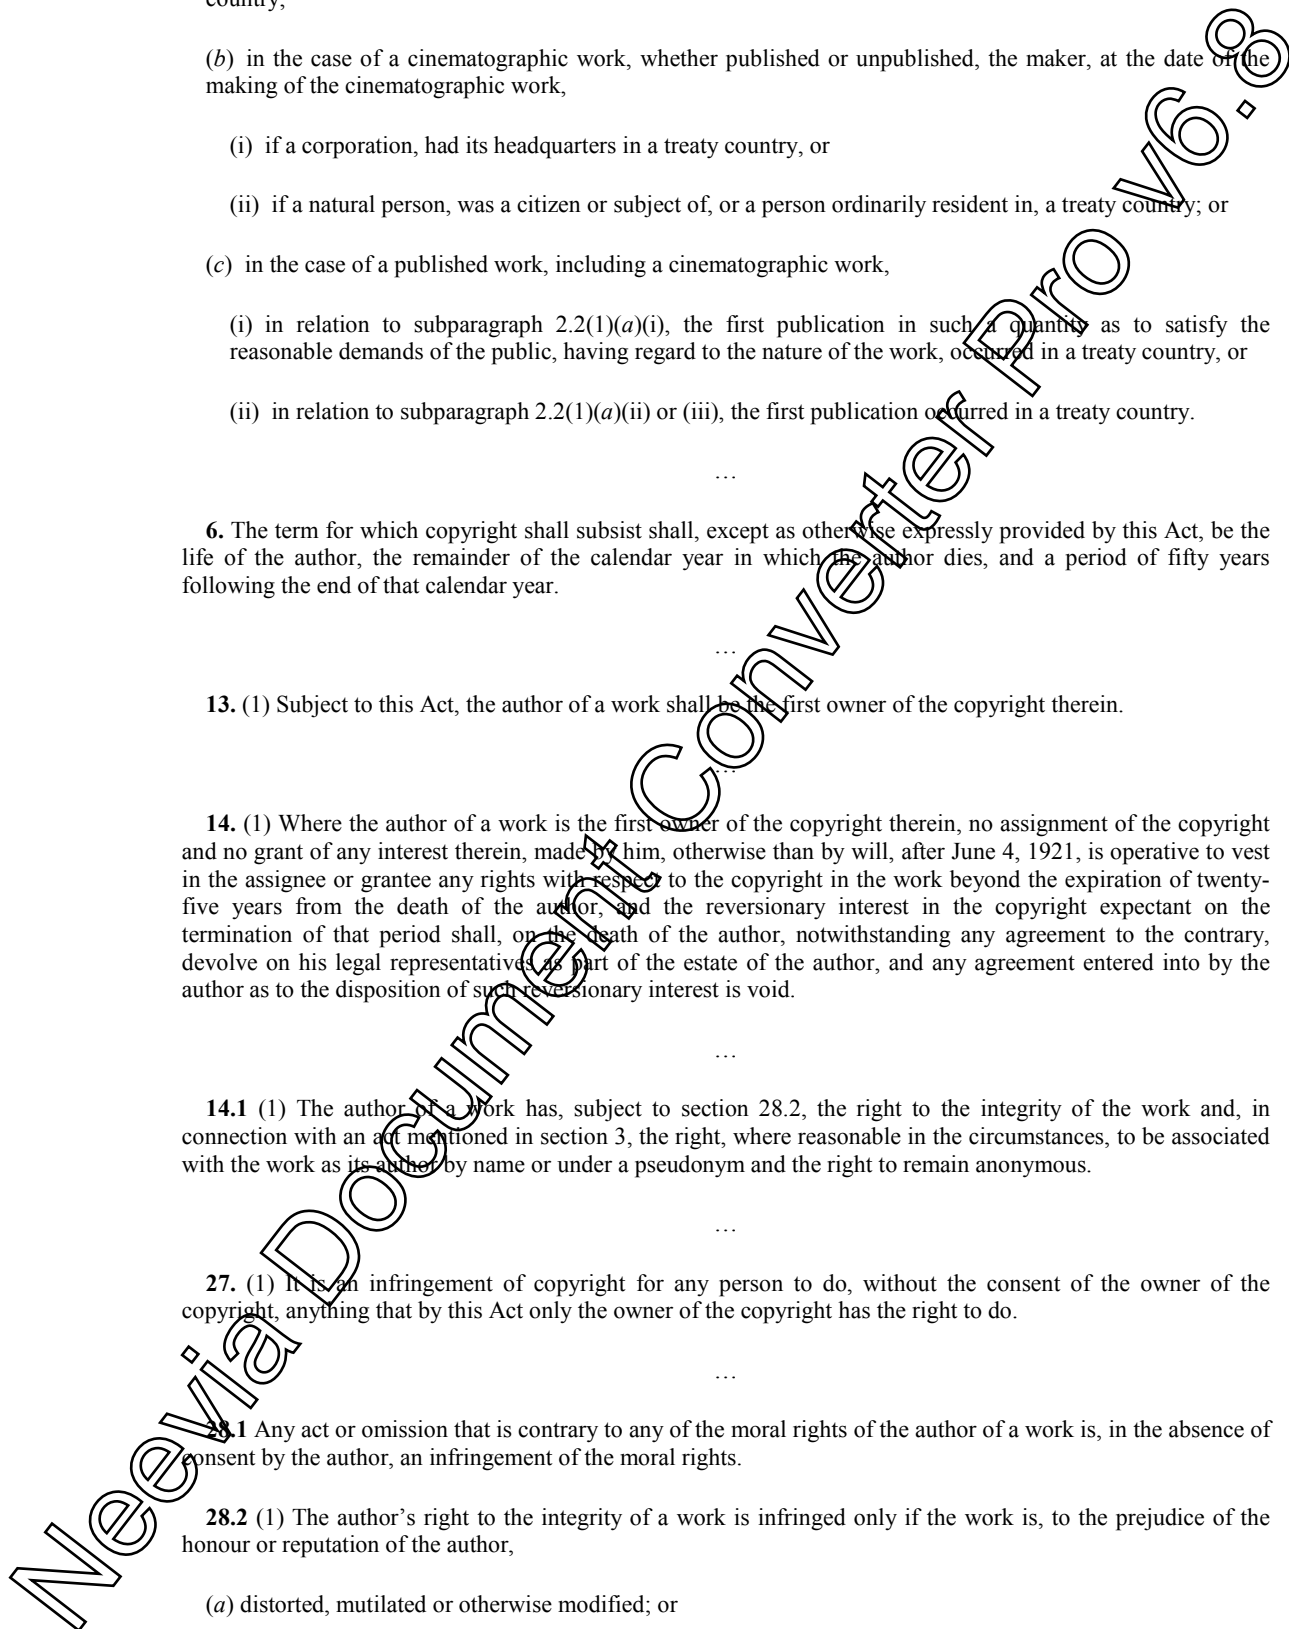 country;
(b) in the case of a cinematographic work, whether published or unpublished, the maker, at the date of the
making of the cinematographic work,
(i) if a corporation, had its headquarters in a treaty country, or
(ii) if a natural person, was a citizen or subject of, or a person ordinarily resident in, a treaty country; or
(c) in the case of a published work, including a cinematographic work,
(i) in relation to subparagraph 2.2(1)(a)(i), the first publication in such a quantity as to satisfy the
reasonable demands of the public, having regard to the nature of the work, occurred in a treaty country, or
(ii) in relation to subparagraph 2.2(1)(a)(ii) or (iii), the first publication occurred in a treaty country.
…
6. The term for which copyright shall subsist shall, except as otherwise expressly provided by this Act, be the
life of the author, the remainder of the calendar year in which the author dies, and a period of fifty years
following the end of that calendar year.
…
13. (1) Subject to this Act, the author of a work shall be the first owner of the copyright therein.
…
14. (1) Where the author of a work is the first owner of the copyright therein, no assignment of the copyright
and no grant of any interest therein, made by him, otherwise than by will, after June 4, 1921, is operative to vest
in the assignee or grantee any rights with respect to the copyright in the work beyond the expiration of twenty-
five years from the death of the author, and the reversionary interest in the copyright expectant on the
termination of that period shall, on the death of the author, notwithstanding any agreement to the contrary,
devolve on his legal representatives as part of the estate of the author, and any agreement entered into by the
author as to the disposition of such reversionary interest is void.
…
14.1 (1) The author of a work has, subject to section 28.2, the right to the integrity of the work and, in
connection with an act mentioned in section 3, the right, where reasonable in the circumstances, to be associated
with the work as its author by name or under a pseudonym and the right to remain anonymous.
…
27. (1) It is an infringement of copyright for any person to do, without the consent of the owner of the
copyright, anything that by this Act only the owner of the copyright has the right to do.
…
28.1 Any act or omission that is contrary to any of the moral rights of the author of a work is, in the absence of
consent by the author, an infringement of the moral rights.
28.2 (1) The author's right to the integrity of a work is infringed only if the work is, to the prejudice of the
honour or reputation of the author,
(a) distorted, mutilated or otherwise modified; or
Neevia Document Converter Pro v6.8